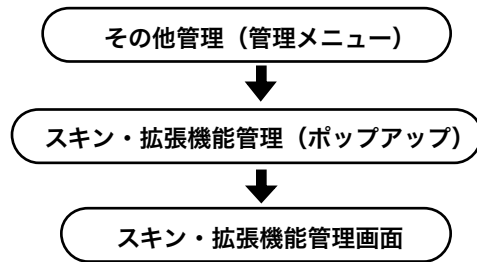 その他管理（管理メニュー）
スキン・拡張機能管理（ポップアップ）
スキン・拡張機能管理画面